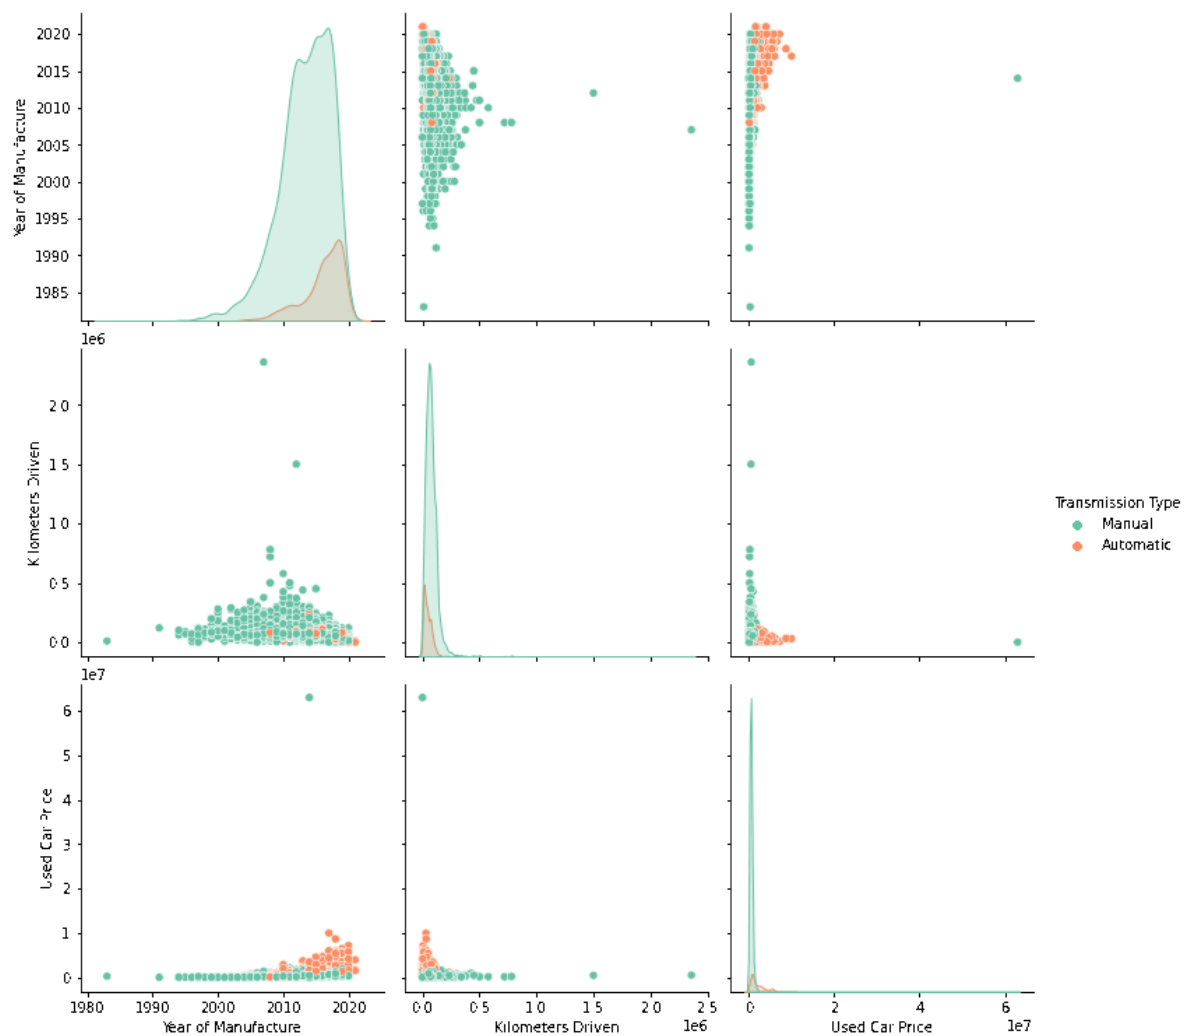 2020
2015
2010
2005
2000
1995
1990
1985
Year of Manufacture
1e6
2.0
1.5
1.0
0.5
0.0
Kilometers Driven
Transmission Type
Manual
Automatic
1e7
6
5
4
3
2
1
0
Used Car Price
1980 1990 2000 2010 2020
Year of Manufacture
0.0 0.5 1.0 1.5 2.0 2.5
1e6
Kilometers Driven
0 2 4 6
1e7
Used Car Price